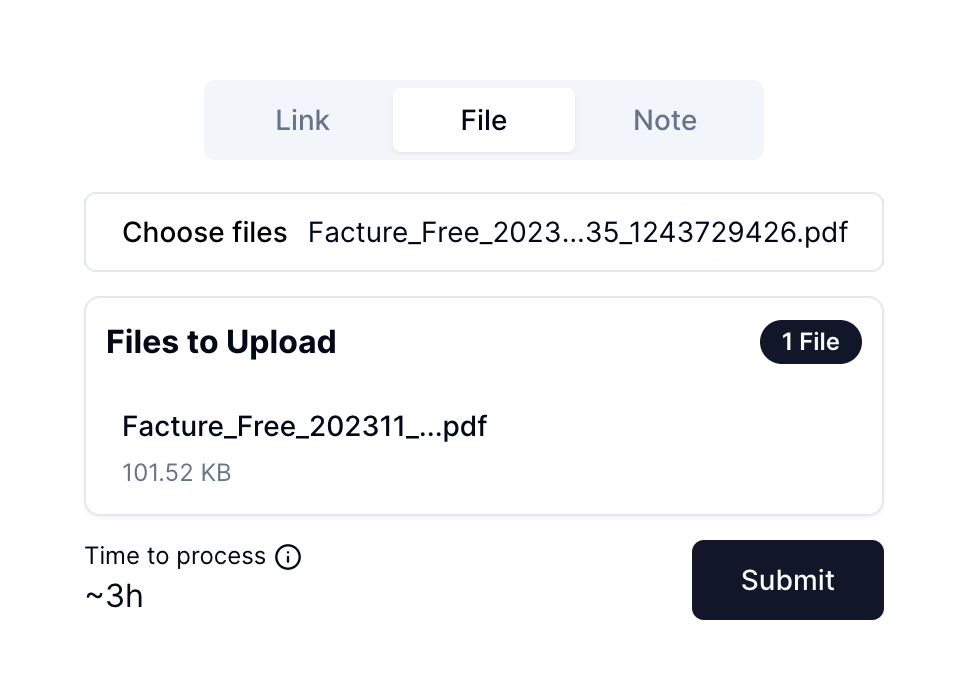 Link File Note
Choose files Facture_Free_2023...35_1243729426.pdf
Files to Upload 1 File
Facture_Free_202311_...pdf
101.52 KB
Time to process
~3h
Submit